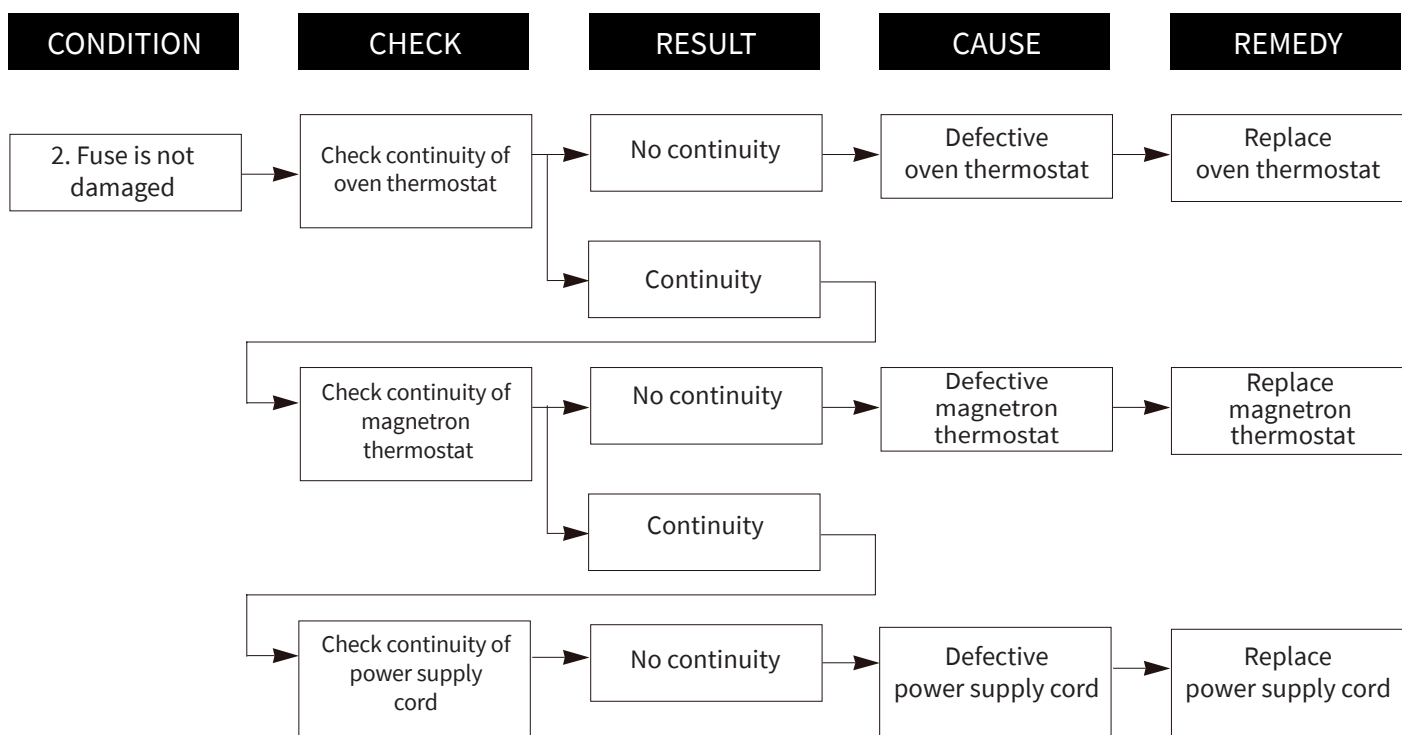 CONDITION
CHECK
RESULT
CAUSE
REMEDY
2. Fuse is not
damaged
Check continuity of
oven thermostat
No continuity
Defective
oven thermostat
Replace
oven thermostat
Continuity
Check continuity of
magnetron
thermostat
No continuity
Defective
magnetron
thermostat
Replace
magnetron
thermostat
Continuity
Check continuity of
power supply
cord
No continuity
Defective
power supply cord
Replace
power supply cord